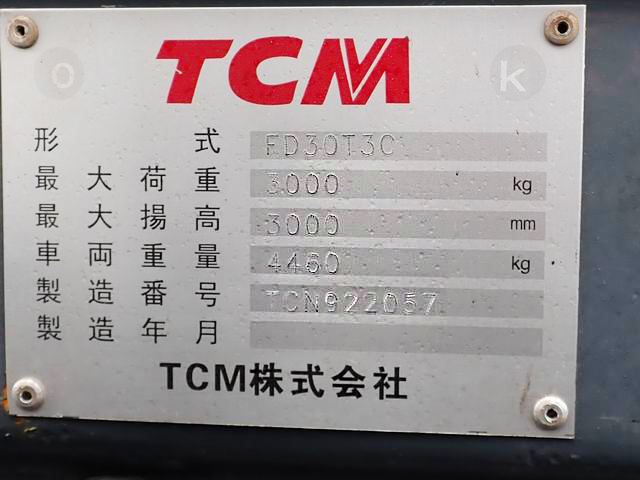 TCM
形式 FD30T3C
最大荷重 3000 kg
最大揚高 3000 mm
車両重量 4460 kg
製造番号 TCN922057
製造年月
TCM株式会社
o
k